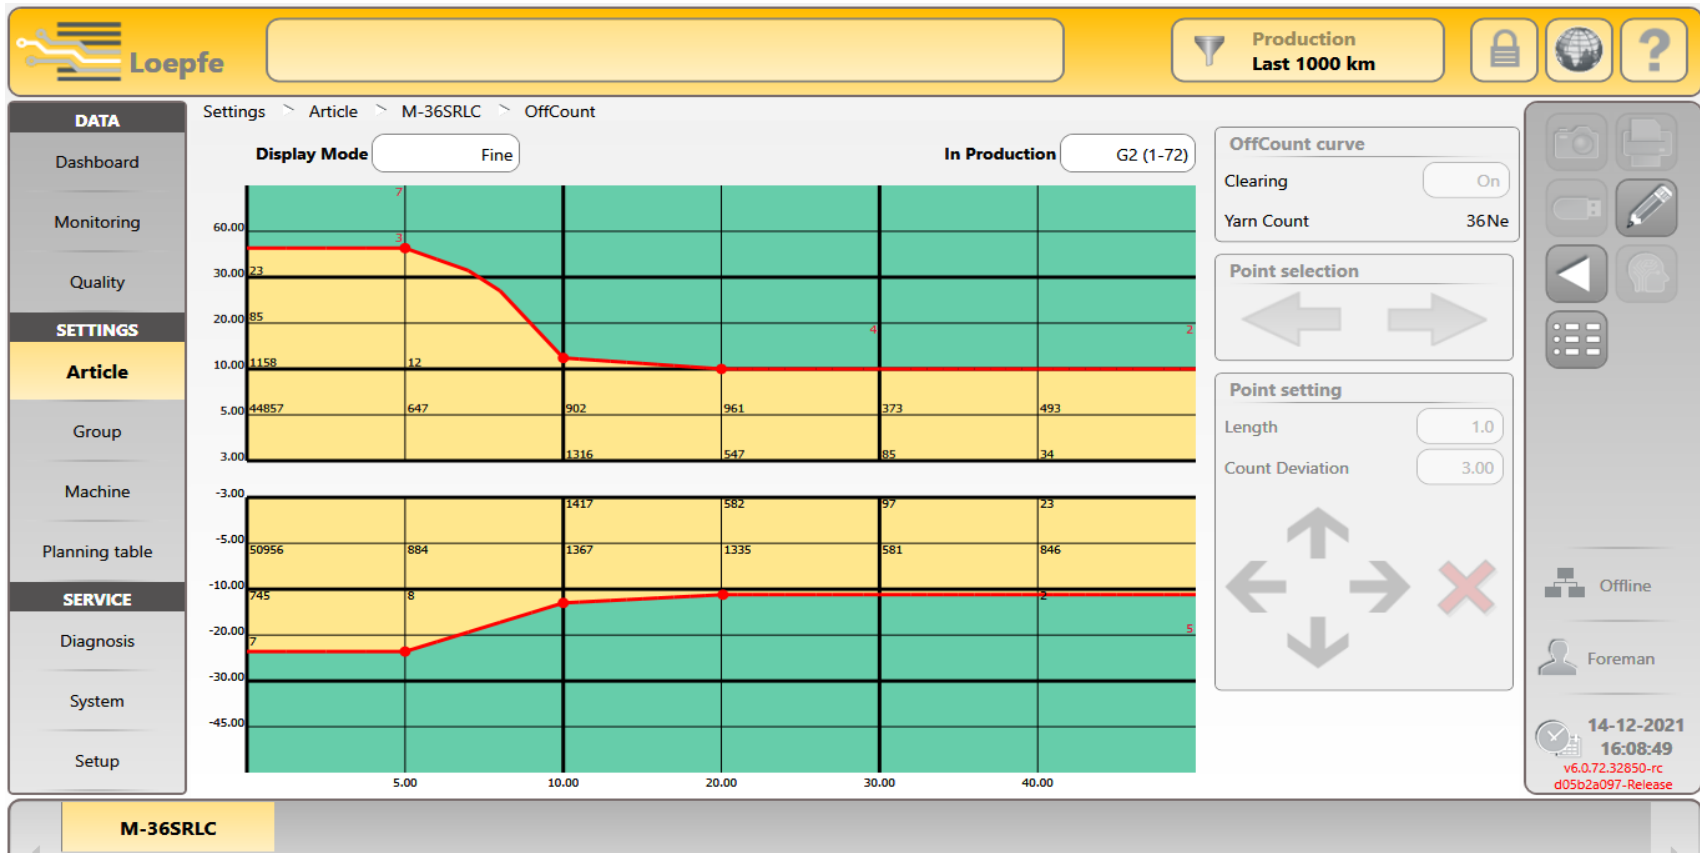 Loepfe
Production
Last 1000 km
?
DATA
Dashboard
Monitoring
Quality
SETTINGS
Article
Group
Machine
Planning table
SERVICE
Diagnosis
System
Setup
Settings > Article > M-36SRLC > OffCount
Display Mode Fine
In Production G2 (1-72)
7
60.00
3
30.00 23
20.00 85 4 2
10.00 1158 12
5.00 44857 647 902 961 373 493
3.00 1316 547 85 34
-3.00 1417 582 97 23
-5.00 50956 884 1367 1335 581 846
-10.00 745 8 2
-20.00 7 5
-30.00
-45.00
5.00 10.00 20.00 30.00 40.00
OffCount curve
Clearing On
Yarn Count 36Ne
Point selection
Point setting
Length 1.0
Count Deviation 3.00
Offline
Foreman
14-12-2021
16:08:49
v6.0.72.32850-rc
d05b2a097-Release
M-36SRLC